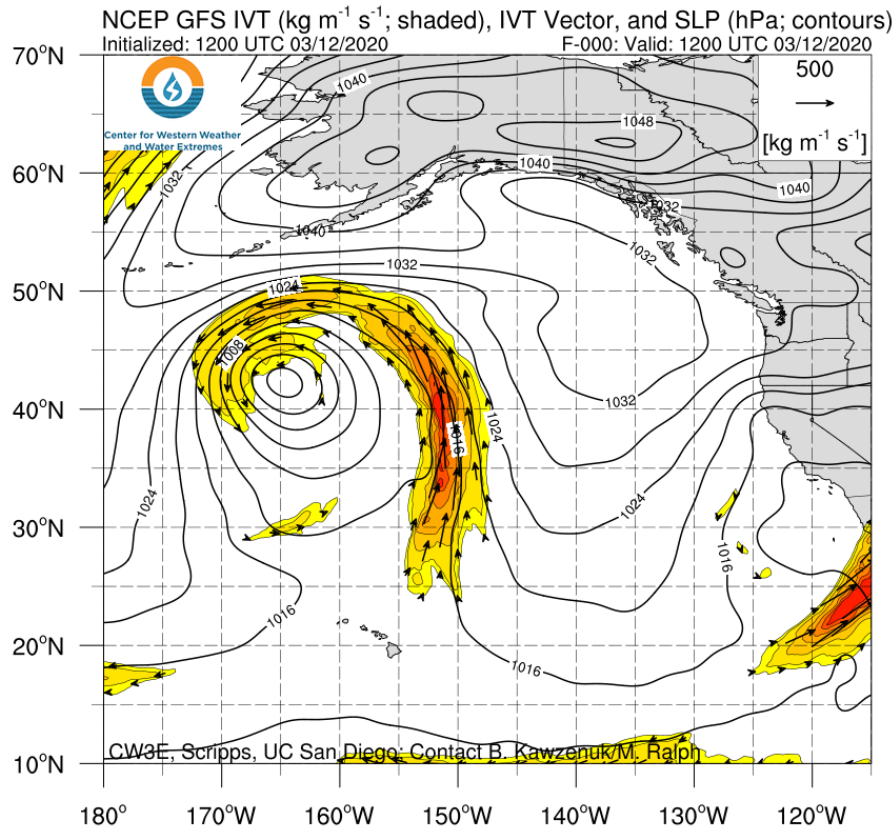 NCEP GFS IVT (kg m⁻¹ s⁻¹; shaded), IVT Vector, and SLP (hPa; contours)
Initialized: 1200 UTC 03/12/2020 F-000: Valid: 1200 UTC 03/12/2020
70°N
Center for Western Weather
and Water Extremes
500
[kg m⁻¹ s⁻¹]
1040
1048
60°N
1032
1040
1040
1032
1040
1032
1032
50°N
1024
1008
1032
40°N
1016
1024
1024
1024
30°N
1016
1016
20°N
1016
CW3E, Scripps, UC San Diego; Contact B. Kawzenuk/M. Ralph
10°N
180° 170°W 160°W 150°W 140°W 130°W 120°W